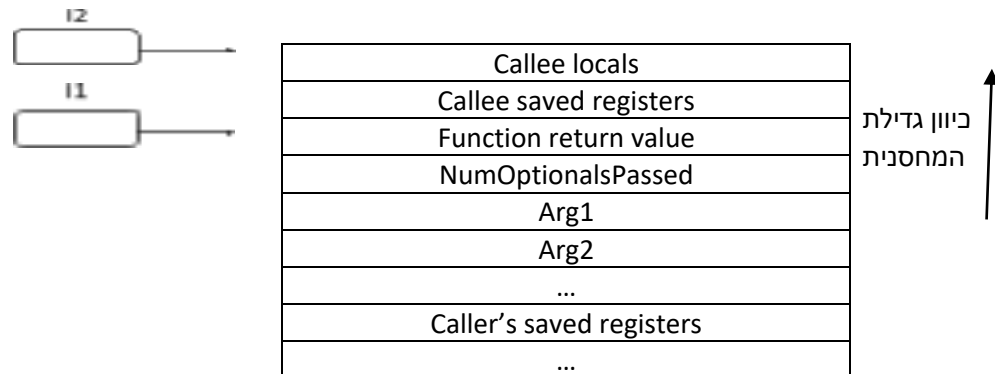 I2
I1
Callee locals
Callee saved registers
Function return value
NumOptionalsPassed
Arg1
Arg2
…
Caller’s saved registers
…
כיוון גדילת
המחסנית